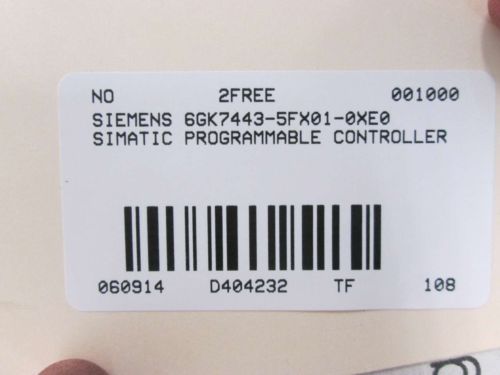 NO 2FREE 001000
SIEMENS 6GK7443-5FX01-0XE0
SIMATIC PROGRAMMABLE CONTROLLER
060914 D404232 TF 108